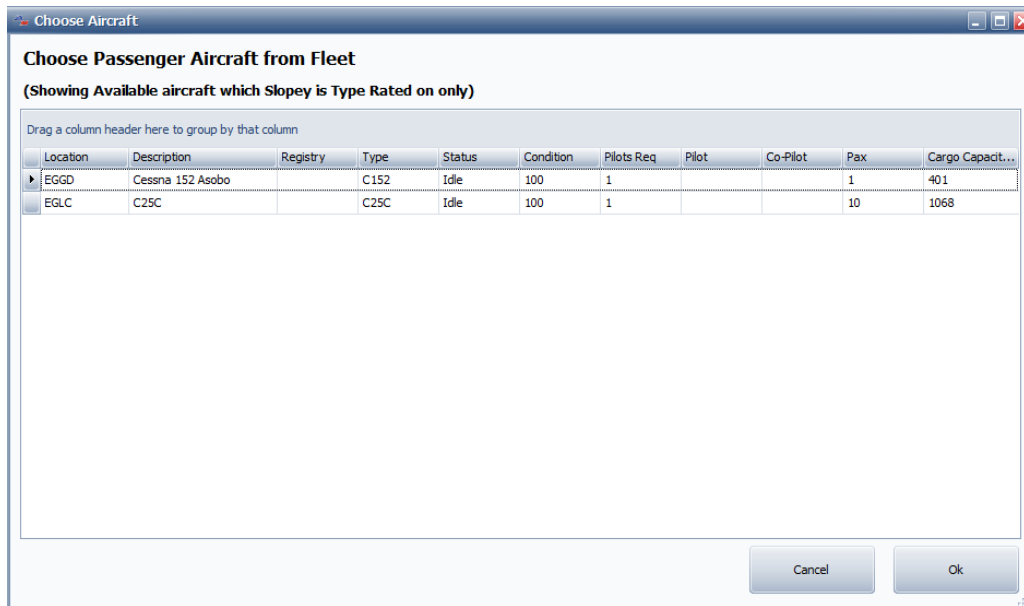 Choose Aircraft
Choose Passenger Aircraft from Fleet
(Showing Available aircraft which Slopey is Type Rated on only)
Drag a column header here to group by that column
Location Description Registry Type Status Condition Pilots Req Pilot Co-Pilot Pax Cargo Capacit...
EGGD Cessna 152 Asobo C152 Idle 100 1 1 401
EGLC C25C C25C Idle 100 1 10 1068
Cancel Ok